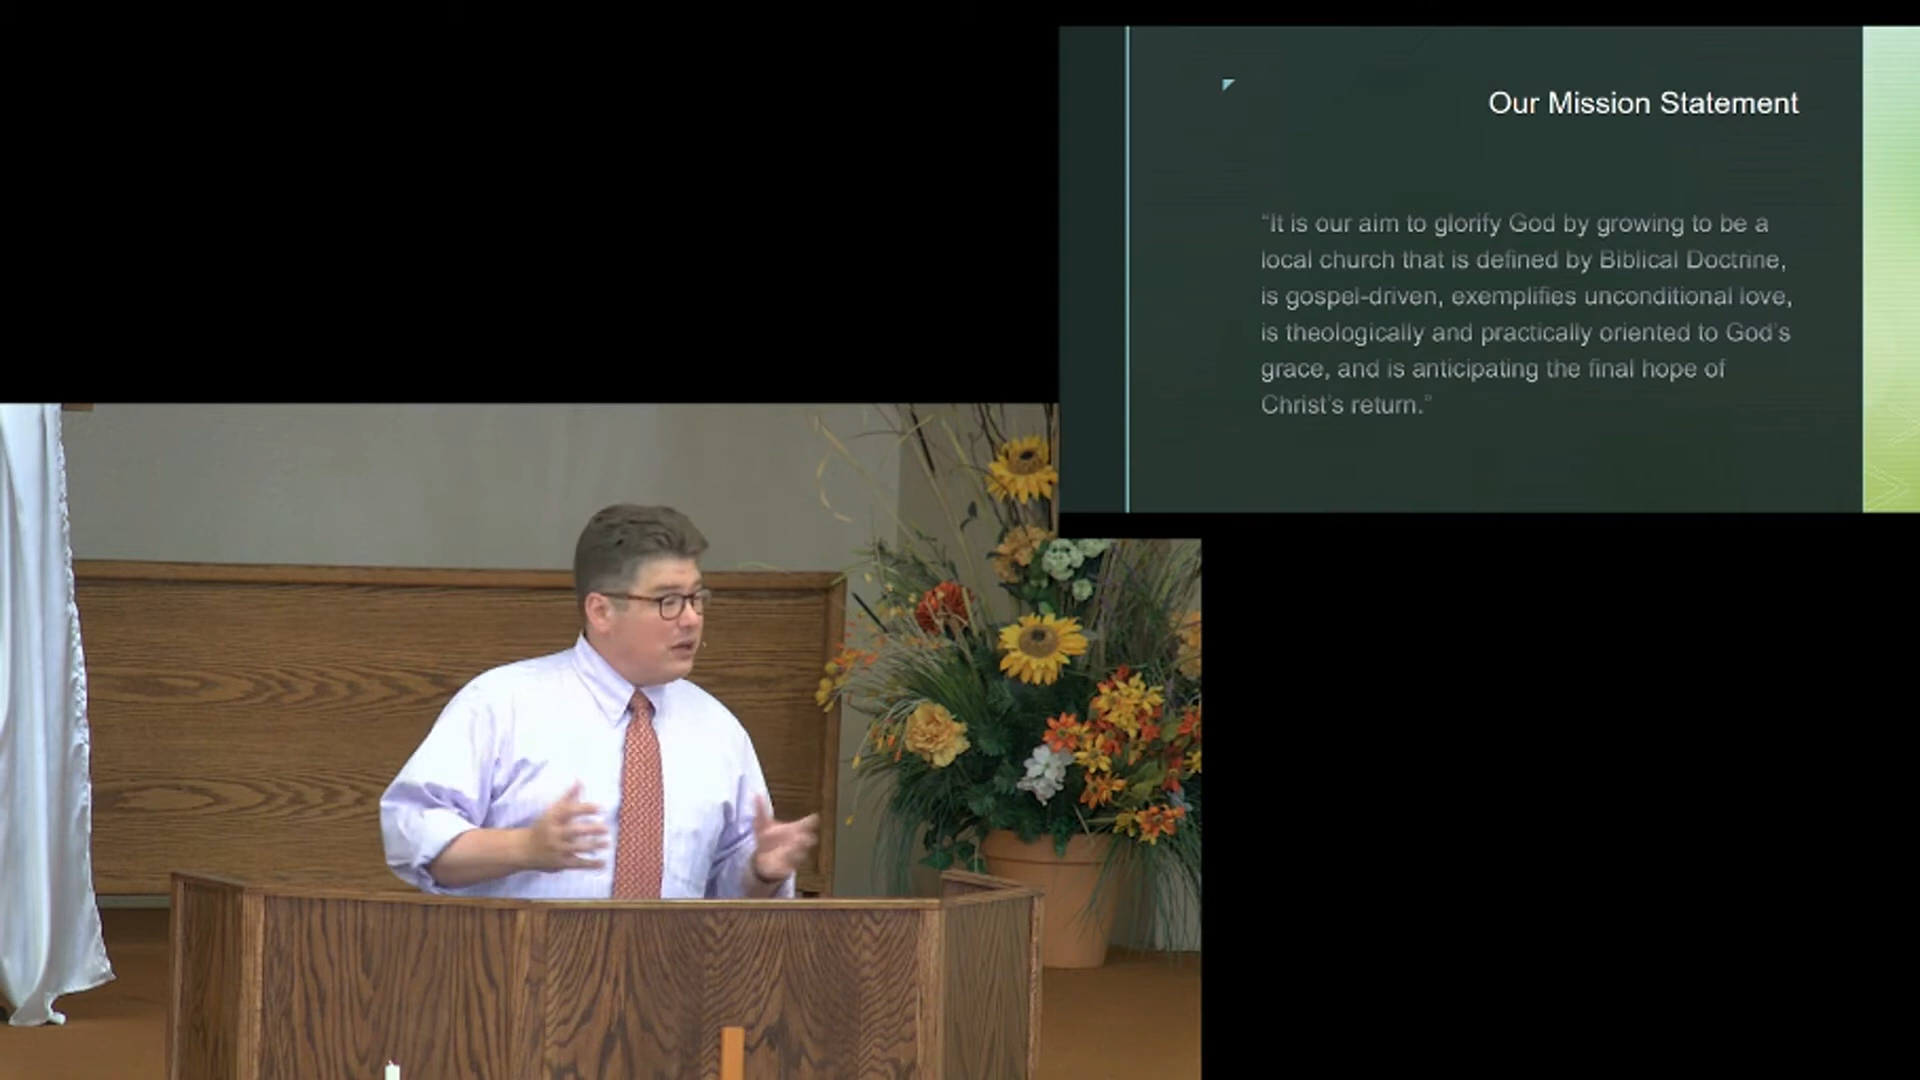 Our Mission Statement
“It is our aim to glorify God by growing to be a
local church that is defined by Biblical Doctrine,
is gospel-driven, exemplifies unconditional love,
is theologically and practically oriented to God's
grace, and is anticipating the final hope of
Christ's return.”